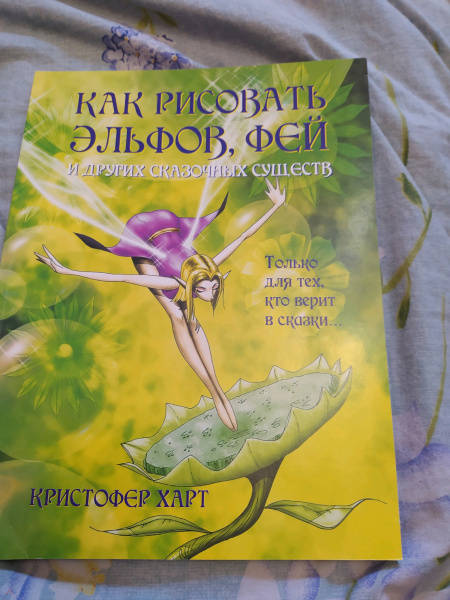 КАК РИСОВАТЬ
ЭЛЬФОВ, ФЕЙ
И ДРУГИХ СКАЗОЧНЫХ СУЩЕСТВ
Только
для тех,
кто верит
в сказки...
КРИСТОФЕР ХАРТ